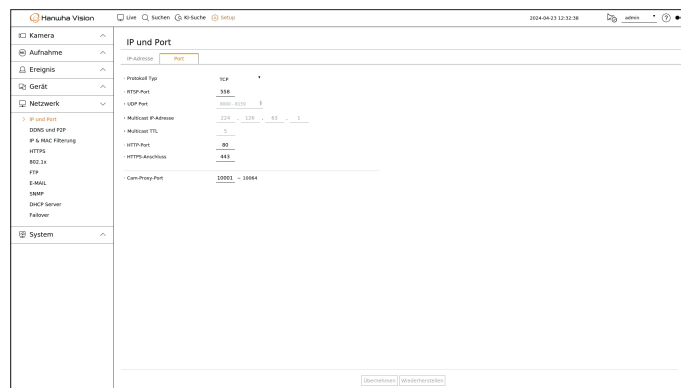 Hanwha Vision
Live Suchen KI-Suche Setup
2024-04-23 12:32:38
admin
Kamera
Aufnahme
Ereignis
Gerät
Netzwerk
IP und Port
DDNS und P2P
IP & MAC Filterung
HTTPS
802.1x
FTP
E-MAIL
SNMP
DHCP Server
Failover
System
IP und Port
IP-Adresse Port
Protokoll Typ TCP
RTSP-Port 558
UDP Port 8000 - 8159
Multicast IP-Adresse 224 . 126 . 63 . 1
Multicast TTL 5
HTTP-Port 80
HTTPS-Anschluss 443
Cam-Proxy-Port 10001 ~ 10064
Übernehmen Wiederherstellen